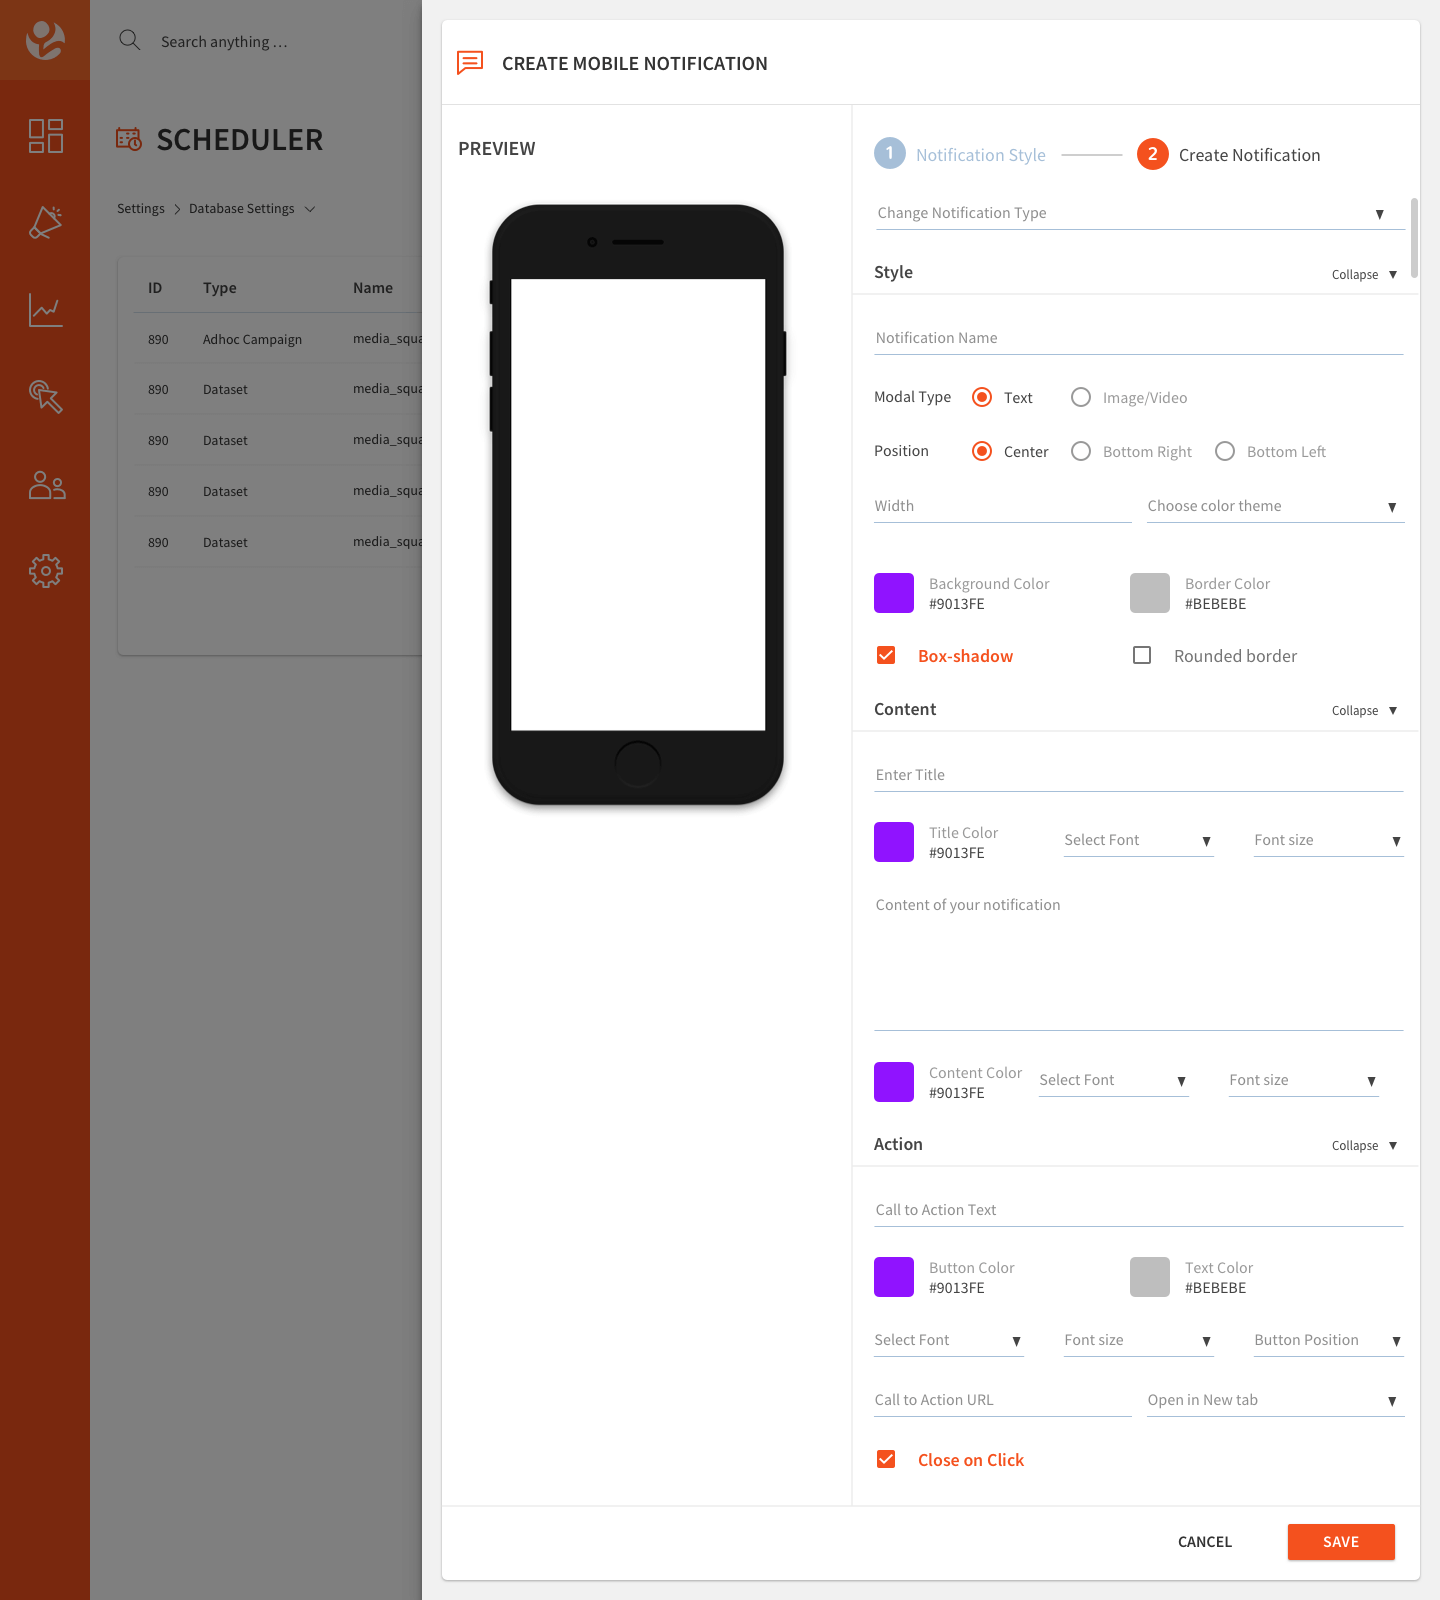 Search anything ...
SCHEDULER
Settings > Database Settings
ID Type Name
890 Adhoc Campaign media_squa
890 Dataset media_squa
890 Dataset media_squa
890 Dataset media_squa
890 Dataset media_squa
CREATE MOBILE NOTIFICATION
PREVIEW
1 Notification Style 2 Create Notification
Change Notification Type
Style Collapse
Notification Name
Modal Type Text Image/Video
Position Center Bottom Right Bottom Left
Width Choose color theme
Background Color Border Color
#9013FE #BEBEBE
Box-shadow Rounded border
Content Collapse
Enter Title
Title Color Select Font Font size
#9013FE
Content of your notification
Content Color Select Font Font size
#9013FE
Action Collapse
Call to Action Text
Button Color Text Color
#9013FE #BEBEBE
Select Font Font size Button Position
Call to Action URL Open in New tab
Close on Click
CANCEL SAVE